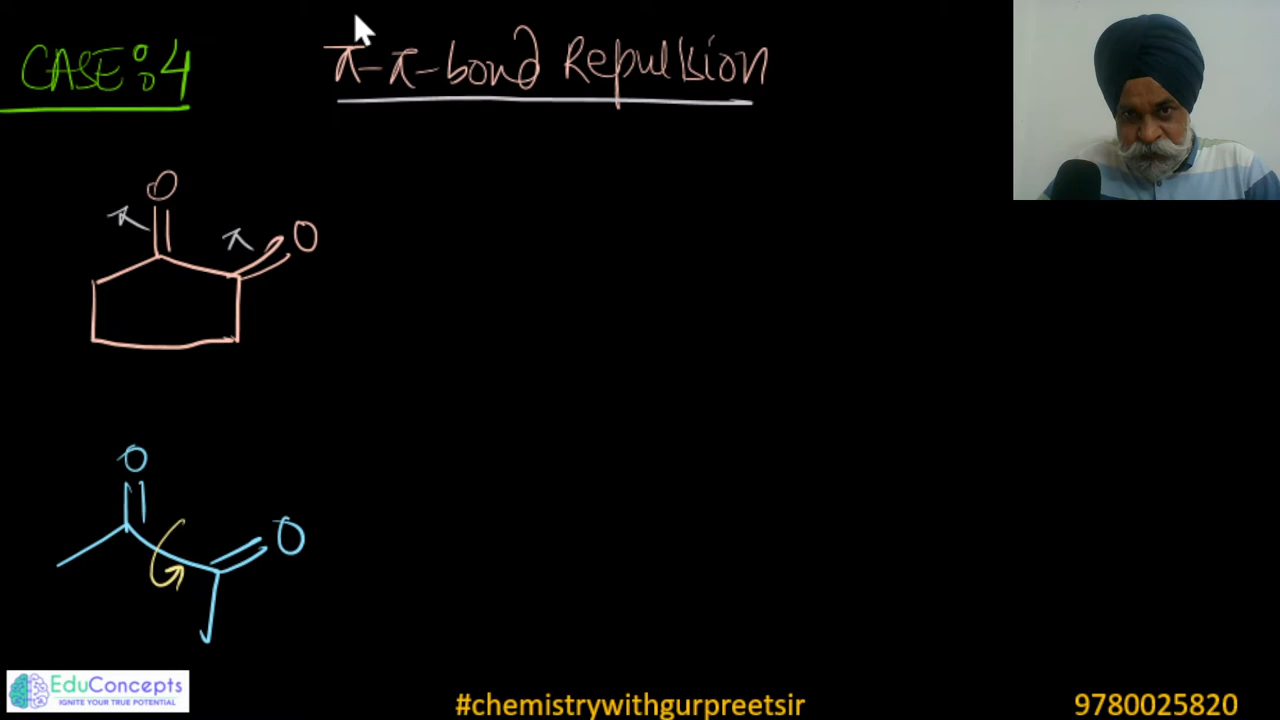 CASE : 4
π-π-bond Repulsion
O
π
π
O
O
O
EduConcepts
IGNITE YOUR TRUE POTENTIAL
#chemistrywithgurpreetsir
9780025820